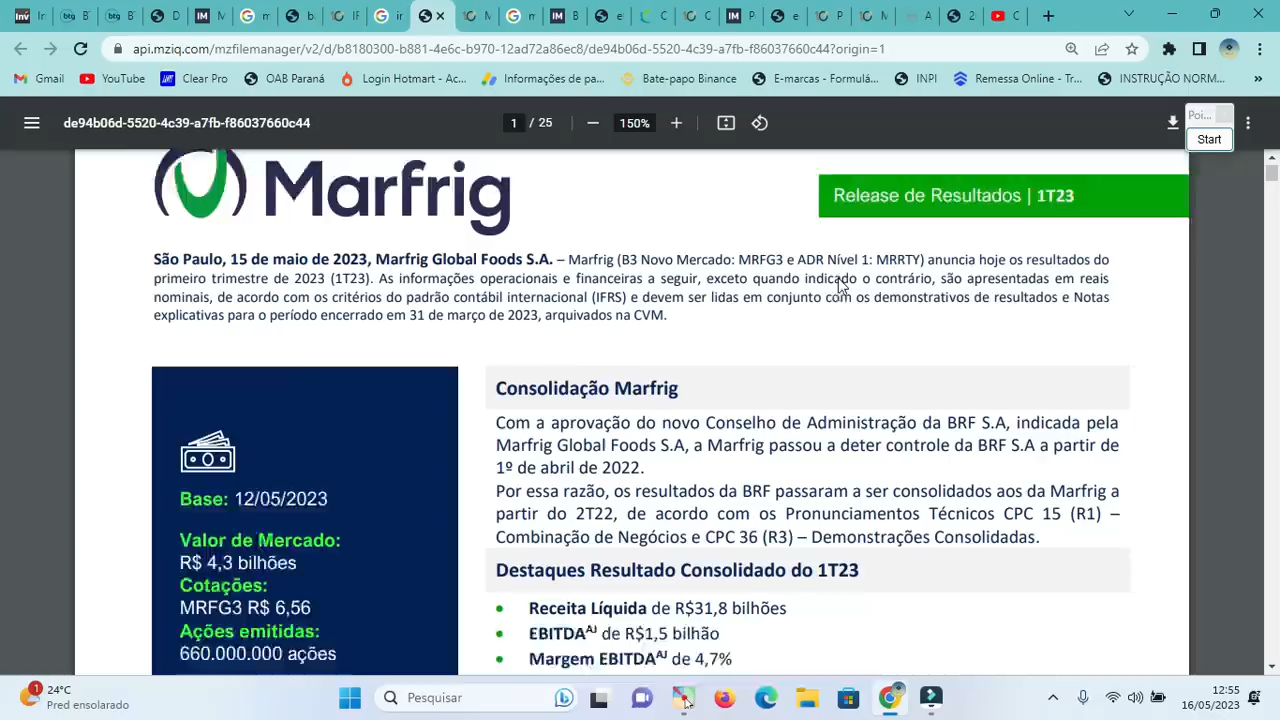 api.mziq.com/mzfilemanager/v2/d/b8180300-b881-4e6c-b970-12ad72a86ec8/de94b06d-5520-4c39-a7fb-f86037660c44?origin=1
Gmail YouTube Clear Pro OAB Paraná Login Hotmart - Ac... Informações de pa... Bate-papo Binance E-marcas - Formulá... INPI Remessa Online - Tr... INSTRUÇÃO NORM... »
de94b06d-5520-4c39-a7fb-f86037660c44 1 / 25 150% Poi...
Start
Marfrig
Release de Resultados | 1T23
São Paulo, 15 de maio de 2023, Marfrig Global Foods S.A. – Marfrig (B3 Novo Mercado: MRFG3 e ADR Nível 1: MRRTY) anuncia hoje os resultados do
primeiro trimestre de 2023 (1T23). As informações operacionais e financeiras a seguir, exceto quando indicado o contrário, são apresentadas em reais
nominais, de acordo com os critérios do padrão contábil internacional (IFRS) e devem ser lidas em conjunto com os demonstrativos de resultados e Notas
explicativas para o período encerrado em 31 de março de 2023, arquivados na CVM.
Consolidação Marfrig
Com a aprovação do novo Conselho de Administração da BRF S.A, indicada pela
Marfrig Global Foods S.A, a Marfrig passou a deter controle da BRF S.A a partir de
1º de abril de 2022.
Por essa razão, os resultados da BRF passaram a ser consolidados aos da Marfrig a
partir do 2T22, de acordo com os Pronunciamentos Técnicos CPC 15 (R1) –
Combinação de Negócios e CPC 36 (R3) – Demonstrações Consolidadas.
Destaques Resultado Consolidado do 1T23
• Receita Líquida de R$31,8 bilhões
• EBITDAAJ de R$1,5 bilhão
• Margem EBITDAAJ de 4,7%
Base: 12/05/2023
Valor de Mercado:
R$ 4,3 bilhões
Cotações:
MRFG3 R$ 6,56
Ações emitidas:
660.000.000 ações
1 24°C
Pred ensolarado
Pesquisar
12:55
16/05/2023